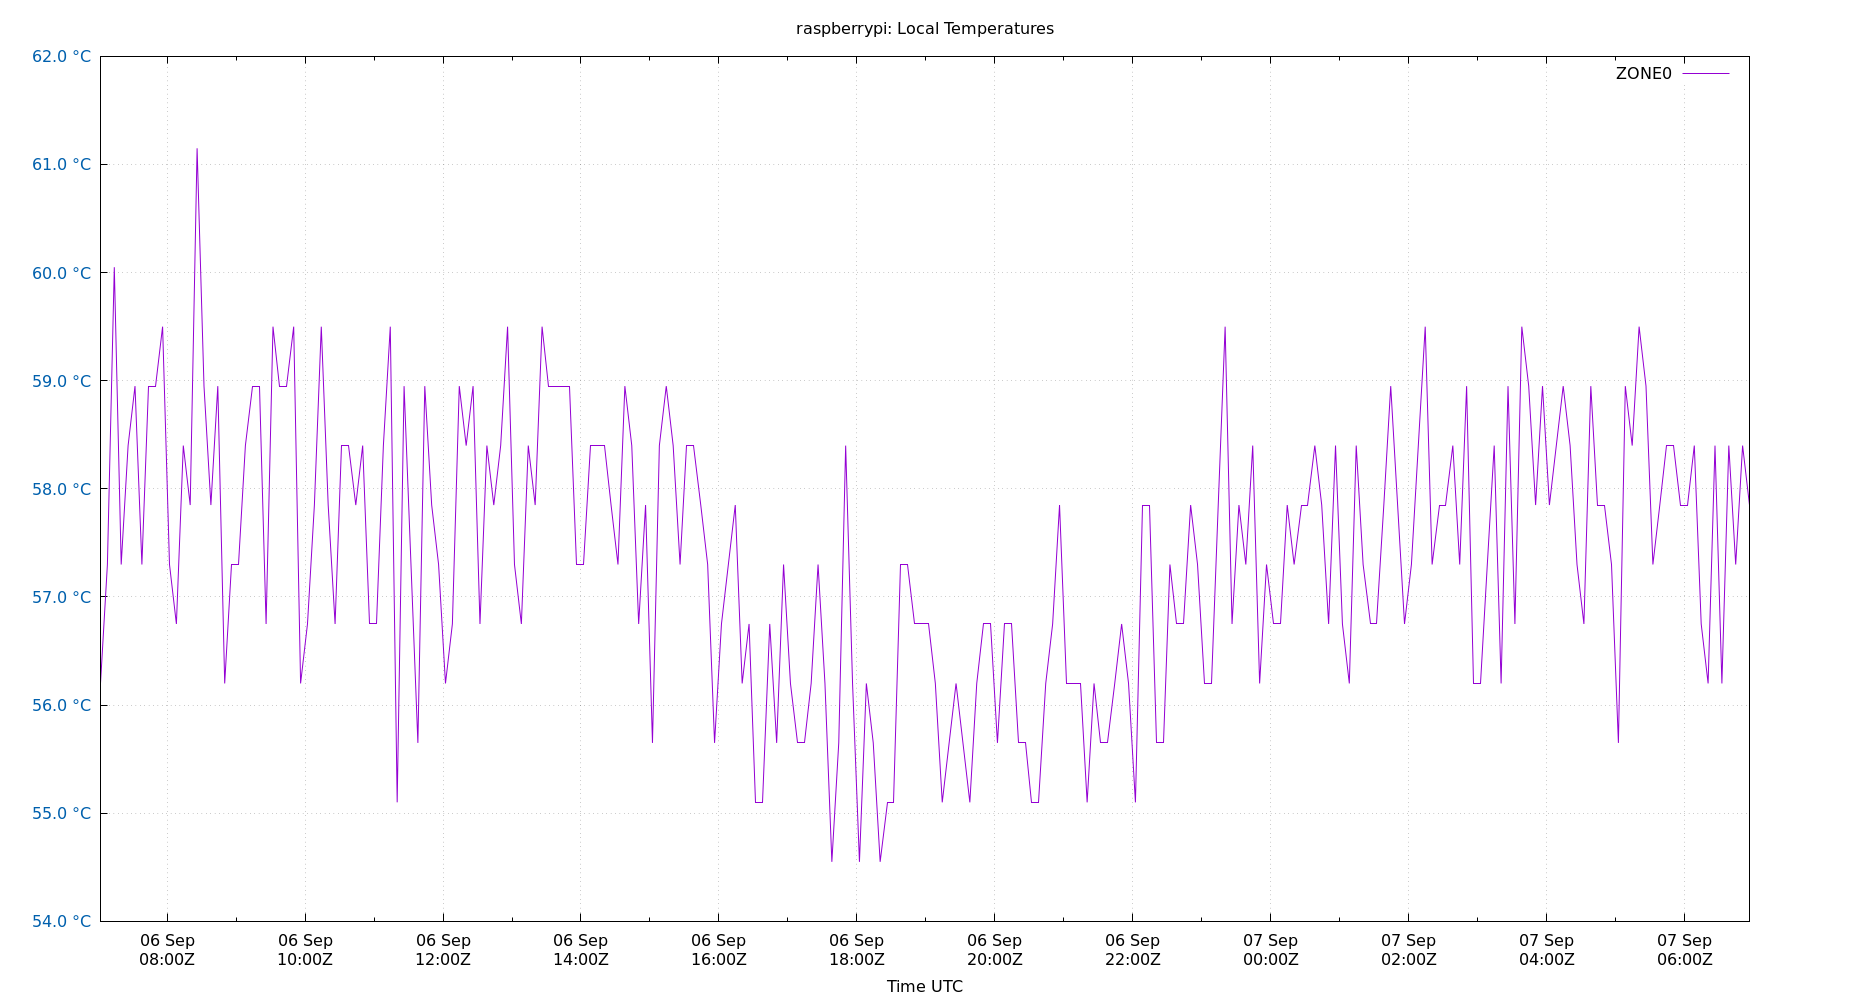 raspberrypi: Local Temperatures
ZONE0
62.0 °C
61.0 °C
60.0 °C
59.0 °C
58.0 °C
57.0 °C
56.0 °C
55.0 °C
54.0 °C
06 Sep 06 Sep 06 Sep 06 Sep 06 Sep 06 Sep 06 Sep 06 Sep 07 Sep 07 Sep 07 Sep 07 Sep
08:00Z 10:00Z 12:00Z 14:00Z 16:00Z 18:00Z 20:00Z 22:00Z 00:00Z 02:00Z 04:00Z 06:00Z
Time UTC